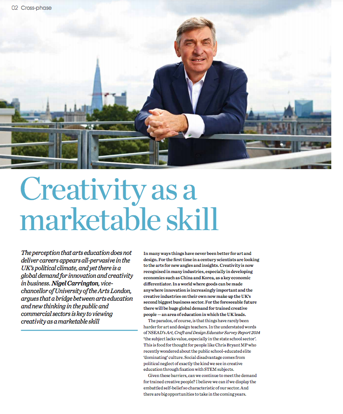 02 Cross-phase
Creativity as a
marketable skill
The perception that arts education does not
deliver careers appears all-pervasive in the
UK's political climate, and yet there is a
global demand for innovation and creativity
in business. Nigel Carrington, vice-
chancellor of University of the Arts London,
argues that a bridge between arts education
and new thinking in the public and
commercial sectors is key to viewing
creativity as a marketable skill
In many ways things have never been better for art and
design. For the first time in a century scientists are looking
to the arts for new angles and insights. Creativity is now
recognised in many industries, especially in developing
economies such as China and Korea, as a key economic
differentiator. In a world where goods can be made
anywhere innovation is increasingly important and the
creative industries on their own now make up the UK's
second biggest business sector. For the foreseeable future
there will be huge global demand for trained creative
people — an area of education in which the UK leads.
The paradox, of course, is that things have rarely been
harder for art and design teachers. In the understated words
of NSEAD's Art, Craft and Design Educator Survey Report 2014
'the subject lacks value, especially in the state school sector'.
This is food for thought for people like Chris Bryant MP who
recently wondered about the public school-educated elite
'dominating' culture. Social disadvantage comes from
political neglect of exactly the kind we see in creative
education through fixation with STEM subjects.
Given these barriers, can we continue to meet the demand
for trained creative people? I believe we can if we display the
embattled self-belief so characteristic of our sector. And
there are big opportunities to take in the coming years.